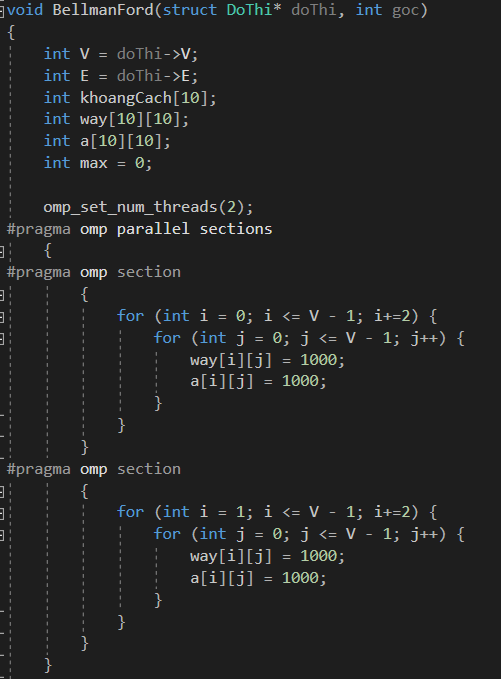 void BellmanFord(struct DoThi* doThi, int goc)
{
    int V = doThi->V;
    int E = doThi->E;
    int khoangCach[10];
    int way[10][10];
    int a[10][10];
    int max = 0;

    omp_set_num_threads(2);
#pragma omp parallel sections
    {
#pragma omp section
        {
            for (int i = 0; i <= V - 1; i+=2) {
                for (int j = 0; j <= V - 1; j++) {
                    way[i][j] = 1000;
                    a[i][j] = 1000;
                }
            }
        }
#pragma omp section
        {
            for (int i = 1; i <= V - 1; i+=2) {
                for (int j = 0; j <= V - 1; j++) {
                    way[i][j] = 1000;
                    a[i][j] = 1000;
                }
            }
        }
    }